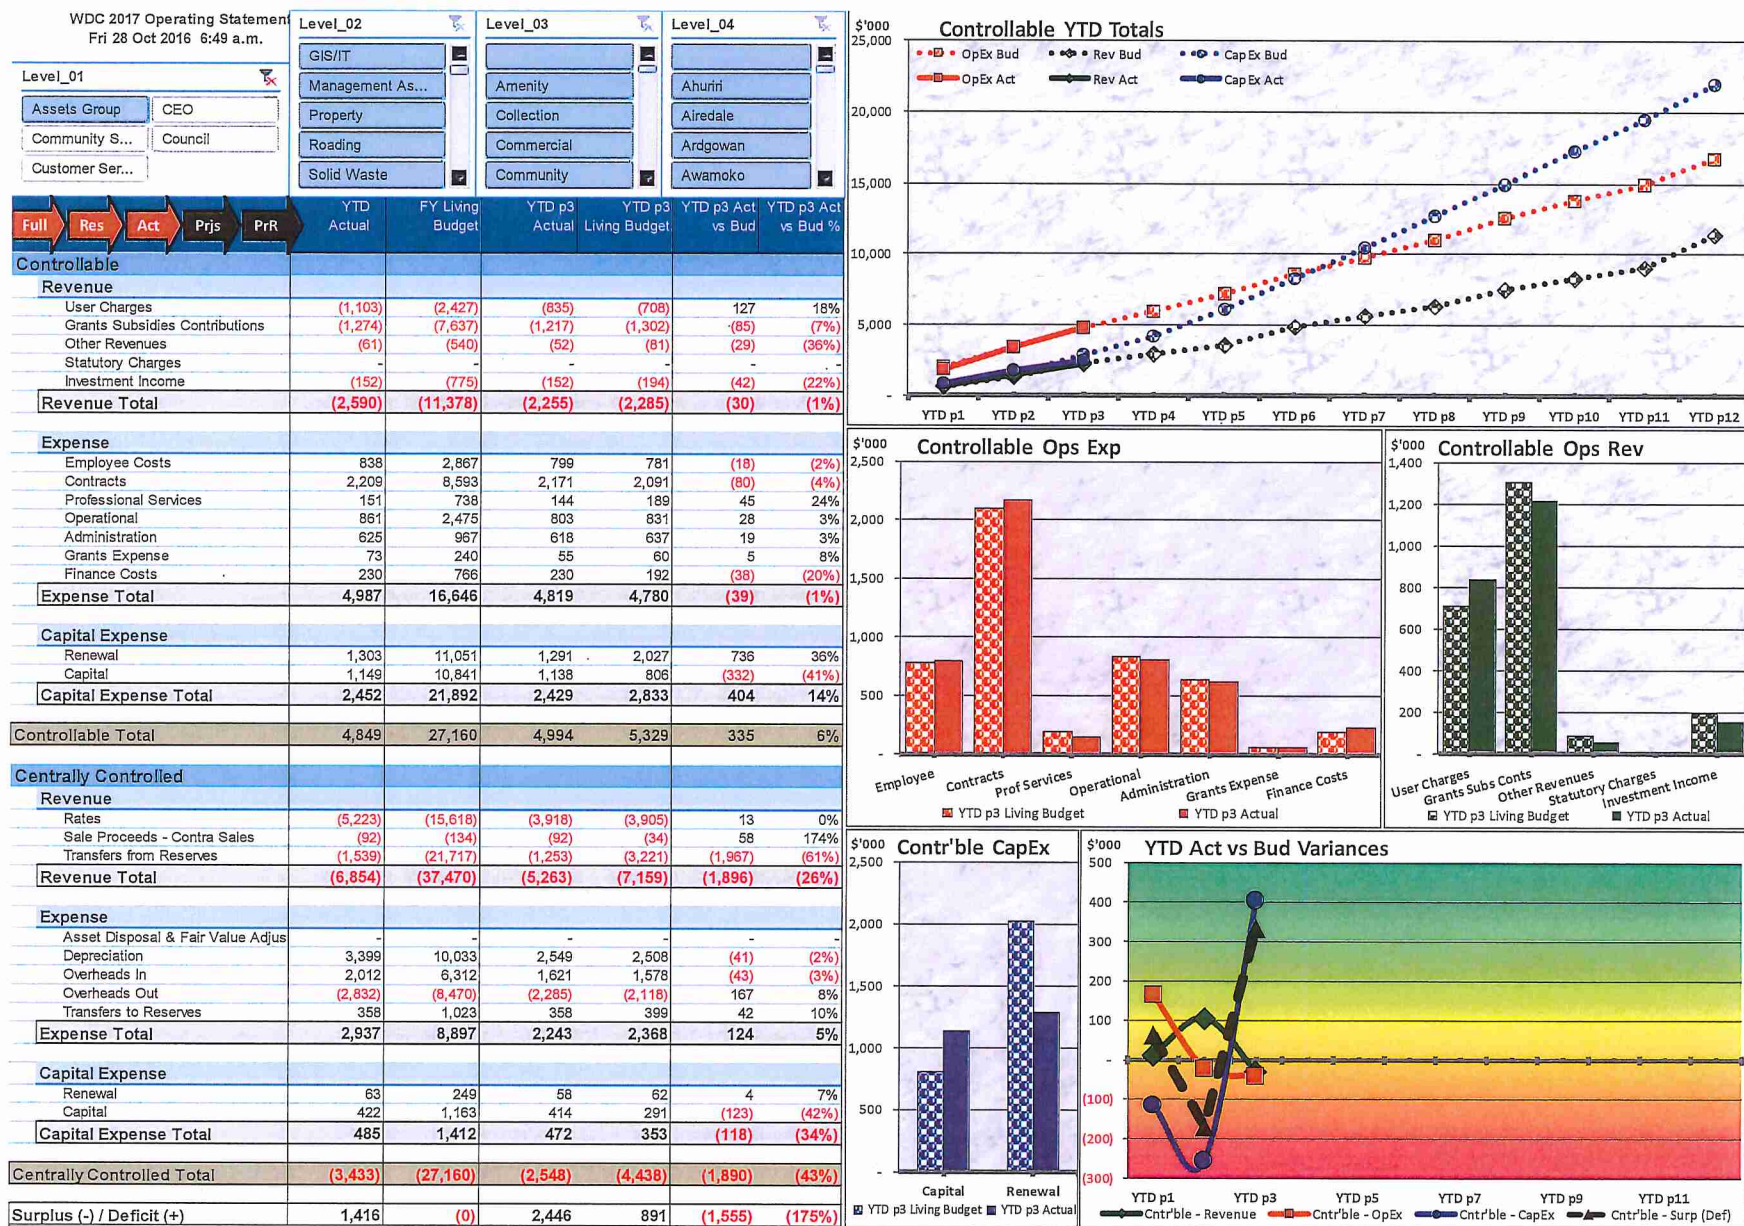 WDC 2017 Operating Statement
Fri 28 Oct 2016 6:49 a.m.
Level_01
Assets Group CEO
Community S... Council
Customer Ser...
Level_02
GIS/IT
Management As...
Property
Roading
Solid Waste
Level_03
Amenity
Collection
Commercial
Community
Level_04
Ahuriri
Airedale
Ardgowan
Awamoko
Full Res Act Prjs PrR
YTD Actual FY Living Budget YTD p3 Actual YTD p3 Living Budget YTD p3 Act vs Bud YTD p3 Act vs Bud %
Controllable
Revenue
User Charges (1,103) (2,427) (835) (708) 127 18%
Grants Subsidies Contributions (1,274) (7,637) (1,217) (1,302) (85) (7%)
Other Revenues (61) (540) (52) (81) (29) (36%)
Statutory Charges - - - - - -
Investment Income (152) (775) (152) (194) (42) (22%)
Revenue Total (2,590) (11,378) (2,255) (2,285) (30) (1%)
Expense
Employee Costs 838 2,867 799 781 (18) (2%)
Contracts 2,209 8,593 2,171 2,091 (80) (4%)
Professional Services 151 738 144 189 45 24%
Operational 861 2,475 803 831 28 3%
Administration 625 967 618 637 19 3%
Grants Expense 73 240 55 60 5 8%
Finance Costs 230 766 230 192 (38) (20%)
Expense Total 4,987 16,646 4,819 4,780 (39) (1%)
Capital Expense
Renewal 1,303 11,051 1,291 2,027 736 36%
Capital 1,149 10,841 1,138 806 (332) (41%)
Capital Expense Total 2,452 21,892 2,429 2,833 404 14%
Controllable Total 4,849 27,160 4,994 5,329 335 6%
Centrally Controlled
Revenue
Rates (5,223) (15,618) (3,918) (3,905) 13 0%
Sale Proceeds - Contra Sales (92) (134) (92) (34) 58 174%
Transfers from Reserves (1,539) (21,717) (1,253) (3,221) (1,967) (61%)
Revenue Total (6,854) (37,470) (5,263) (7,159) (1,896) (26%)
Expense
Asset Disposal & Fair Value Adjus - - - - - -
Depreciation 3,399 10,033 2,549 2,508 (41) (2%)
Overheads In 2,012 6,312 1,621 1,578 (43) (3%)
Overheads Out (2,832) (8,470) (2,285) (2,118) 167 8%
Transfers to Reserves 358 1,023 358 399 42 10%
Expense Total 2,937 8,897 2,243 2,368 124 5%
Capital Expense
Renewal 63 249 58 62 4 7%
Capital 422 1,163 414 291 (123) (42%)
Capital Expense Total 485 1,412 472 353 (118) (34%)
Centrally Controlled Total (3,433) (27,160) (2,548) (4,438) (1,890) (43%)
Surplus (-) / Deficit (+) 1,416 (0) 2,446 891 (1,555) (175%)
$'000 Controllable YTD Totals
OpEx Bud Rev Bud CapEx Bud
OpEx Act Rev Act CapEx Act
25,000
20,000
15,000
10,000
5,000
-
YTD p1 YTD p2 YTD p3 YTD p4 YTD p5 YTD p6 YTD p7 YTD p8 YTD p9 YTD p10 YTD p11 YTD p12
$'000 Controllable Ops Exp
2,500
2,000
1,500
1,000
500
-
Employee Contracts Prof Services Operational Administration Grants Expense Finance Costs
YTD p3 Living Budget YTD p3 Actual
$'000 Controllable Ops Rev
1,400
1,200
1,000
800
600
400
200
-
User Charges Grants Subs Conts Other Revenues Statutory Charges Investment Income
YTD p3 Living Budget YTD p3 Actual
$'000 Contr'ble CapEx
2,500
2,000
1,500
1,000
500
-
Capital Renewal
YTD p3 Living Budget YTD p3 Actual
$'000 YTD Act vs Bud Variances
500
400
300
200
100
-
(100)
(200)
(300)
YTD p1 YTD p3 YTD p5 YTD p7 YTD p9 YTD p11
Cntr'ble - Revenue Cntr'ble - OpEx Cntr'ble - CapEx Cntr'ble - Surp (Def)